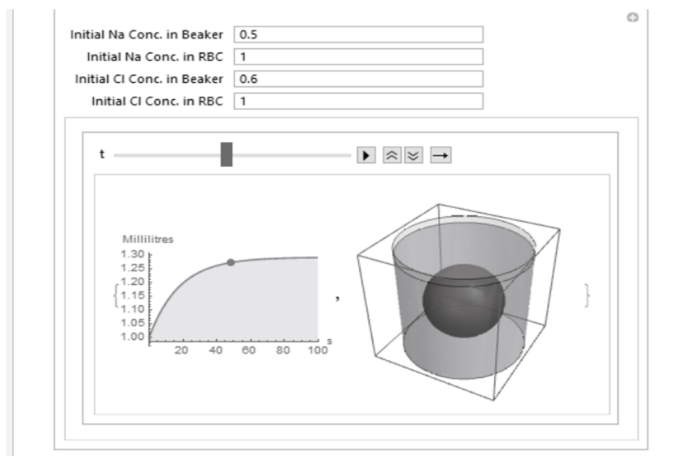 Initial Na Conc. in Beaker 0.5
Initial Na Conc. in RBC 1
Initial Cl Conc. in Beaker 0.6
Initial Cl Conc. in RBC 1
t
Millilitres
1.30
1.25
1.20
{ 1.15 , }
1.10
1.05
1.00
20 40 60 80 100 s